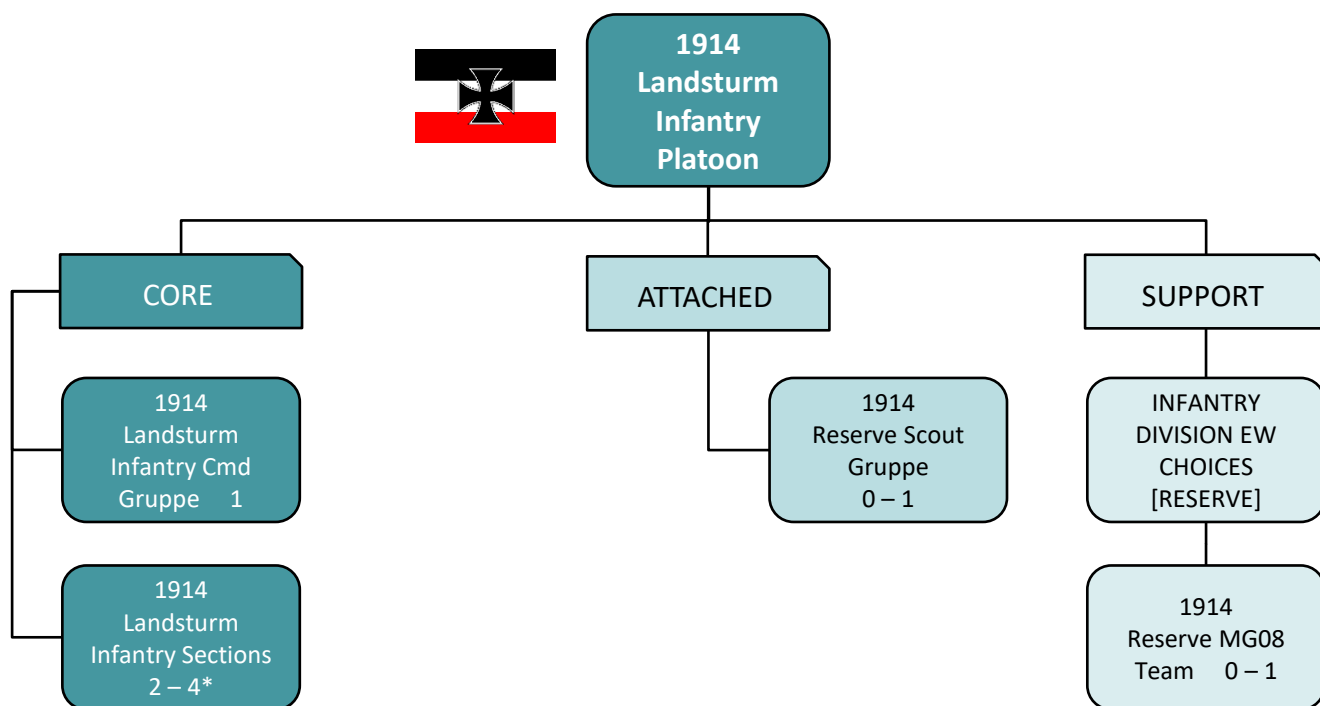 1914
Landsturm
Infantry
Platoon
CORE
ATTACHED
SUPPORT
1914
Landsturm
Infantry Cmd
Gruppe 1
1914
Reserve Scout
Gruppe
0 – 1
INFANTRY
DIVISION EW
CHOICES
[RESERVE]
1914
Landsturm
Infantry Sections
2 – 4*
1914
Reserve MG08
Team 0 – 1